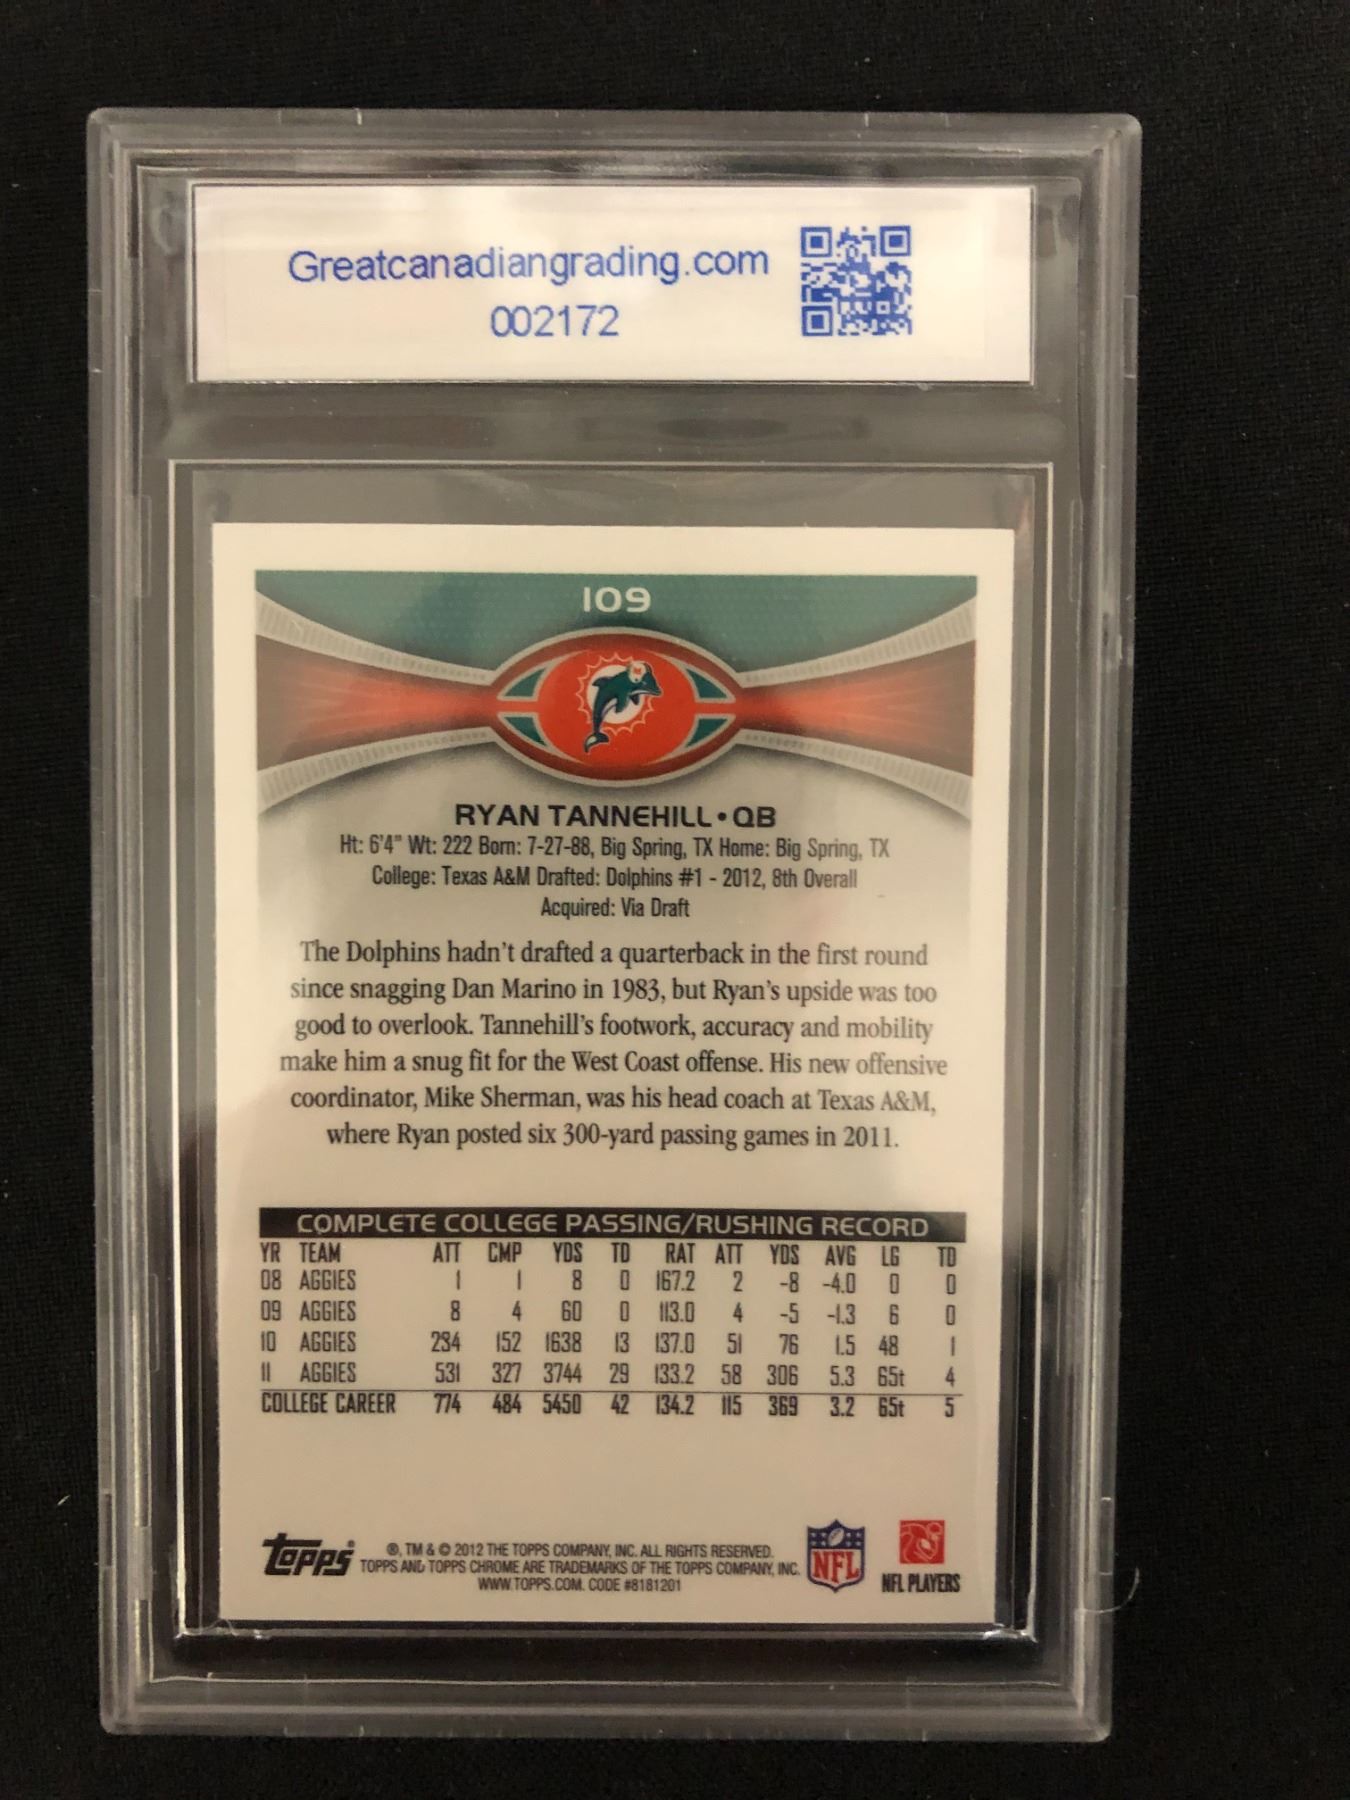 Greatcanadiangrading.com
002172
109
RYAN TANNEHILL • QB
Ht: 6'4" Wt: 222 Born: 7-27-88, Big Spring, TX Home: Big Spring, TX
College: Texas A&M Drafted: Dolphins #1 - 2012, 8th Overall
Acquired: Via Draft
The Dolphins hadn't drafted a quarterback in the first round
since snagging Dan Marino in 1983, but Ryan's upside was too
good to overlook. Tannehill's footwork, accuracy and mobility
make him a snug fit for the West Coast offense. His new offensive
coordinator, Mike Sherman, was his head coach at Texas A&M,
where Ryan posted six 300-yard passing games in 2011.
COMPLETE COLLEGE PASSING/RUSHING RECORD
YR TEAM ATT CMP YDS TD RAT ATT YDS AVG LG TD
08 AGGIES 1 1 8 0 167.2 2 -8 -4.0 0 0
09 AGGIES 8 4 60 0 113.0 4 -5 -1.3 6 0
10 AGGIES 234 152 1638 13 137.0 51 76 1.5 48 1
11 AGGIES 531 327 3744 29 133.2 58 306 5.3 65t 4
COLLEGE CAREER 774 484 5450 42 134.2 115 369 3.2 65t 5
Topps
®, TM & © 2012 THE TOPPS COMPANY, INC. ALL RIGHTS RESERVED.
TOPPS AND TOPPS CHROME ARE TRADEMARKS OF THE TOPPS COMPANY, INC.
WWW.TOPPS.COM. CODE #8181201
NFL
NFL PLAYERS